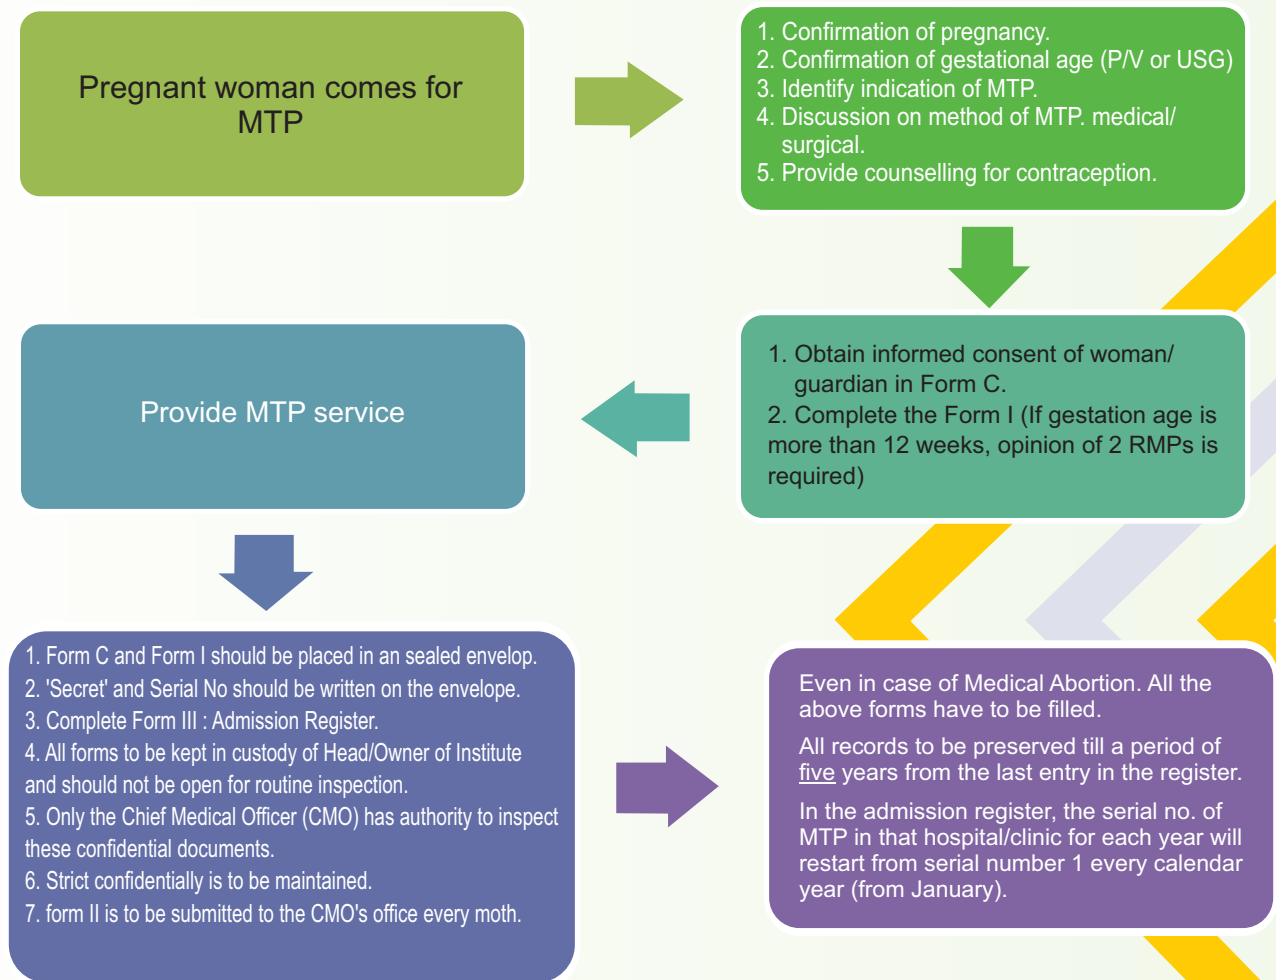 Pregnant woman comes for
MTP
1. Confirmation of pregnancy.
2. Confirmation of gestational age (P/V or USG)
3. Identify indication of MTP.
4. Discussion on method of MTP. medical/
surgical.
5. Provide counselling for contraception.
1. Obtain informed consent of woman/
guardian in Form C.
2. Complete the Form I (If gestation age is
more than 12 weeks, opinion of 2 RMPs is
required)
Provide MTP service
1. Form C and Form I should be placed in an sealed envelop.
2. 'Secret' and Serial No should be written on the envelope.
3. Complete Form III : Admission Register.
4. All forms to be kept in custody of Head/Owner of Institute
and should not be open for routine inspection.
5. Only the Chief Medical Officer (CMO) has authority to inspect
these confidential documents.
6. Strict confidentially is to be maintained.
7. form II is to be submitted to the CMO's office every moth.
Even in case of Medical Abortion. All the
above forms have to be filled.
All records to be preserved till a period of
five years from the last entry in the register.
In the admission register, the serial no. of
MTP in that hospital/clinic for each year will
restart from serial number 1 every calendar
year (from January).